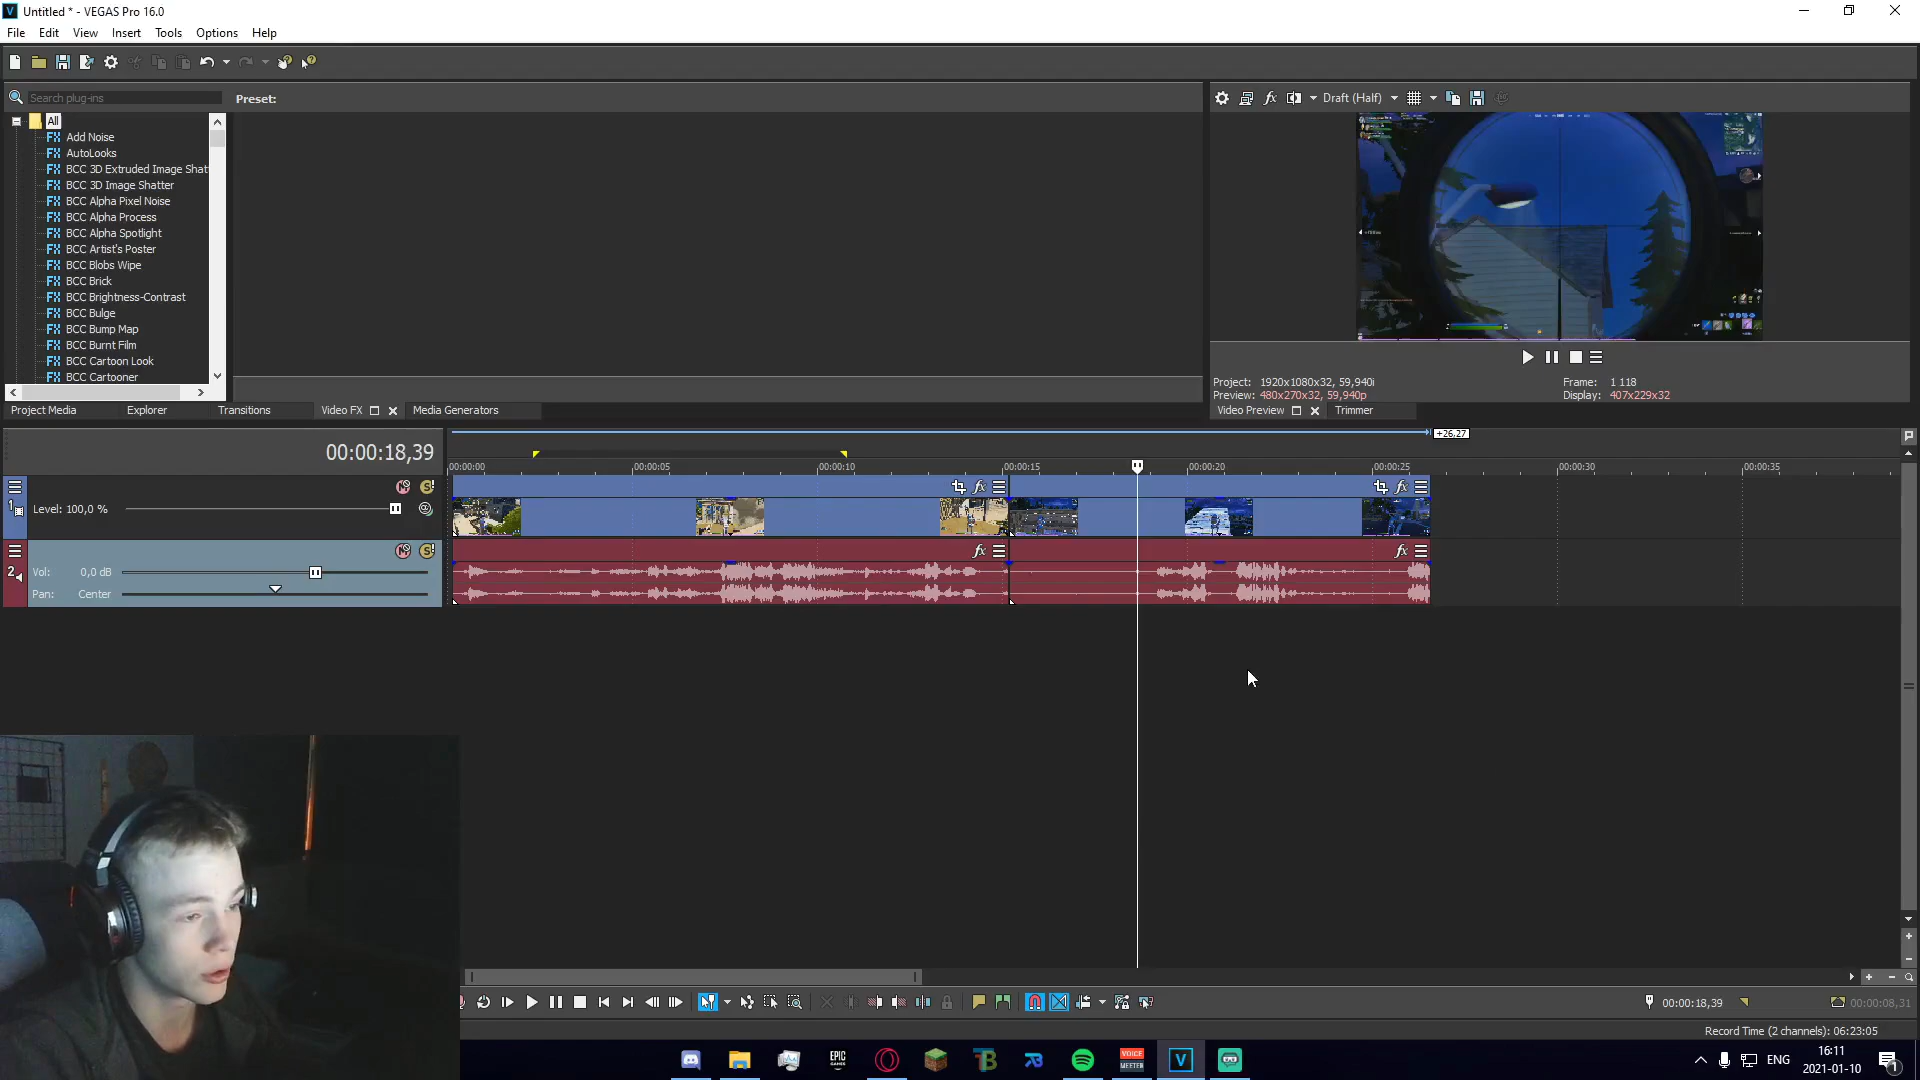 Untitled * - VEGAS Pro 16.0
File Edit View Insert Tools Options Help
Search plug-ins
Preset:
All
Add Noise
AutoLooks
BCC 3D Extruded Image Shat
BCC 3D Image Shatter
BCC Alpha Pixel Noise
BCC Alpha Process
BCC Alpha Spotlight
BCC Artist's Poster
BCC Blobs Wipe
BCC Brick
BCC Brightness-Contrast
BCC Bulge
BCC Bump Map
BCC Burnt Film
BCC Cartoon Look
BCC Cartooner
Project Media Explorer Transitions Video FX Media Generators
Draft (Half)
Project: 1920x1080x32, 59,940i
Frame: 1 118
Preview: 480x270x32, 59,940p
Display: 407x229x32
Video Preview Trimmer
00:00:18,39
+26,27
00:00:00 00:00:05 00:00:10 00:00:15 00:00:20 00:00:25 00:00:30 00:00:35
1
Level: 100,0 %
2
Vol: 0,0 dB
Pan: Center
00:00:18,39
00:00:08,31
Record Time (2 channels): 06:23:05
EPIC GAMES
VOICE MEETER
V
ENG
16:11
2021-01-10
1